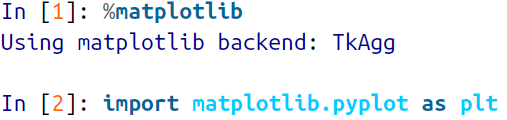 In [1]: %matplotlib
Using matplotlib backend: TkAgg
In [2]: import matplotlib.pyplot as plt